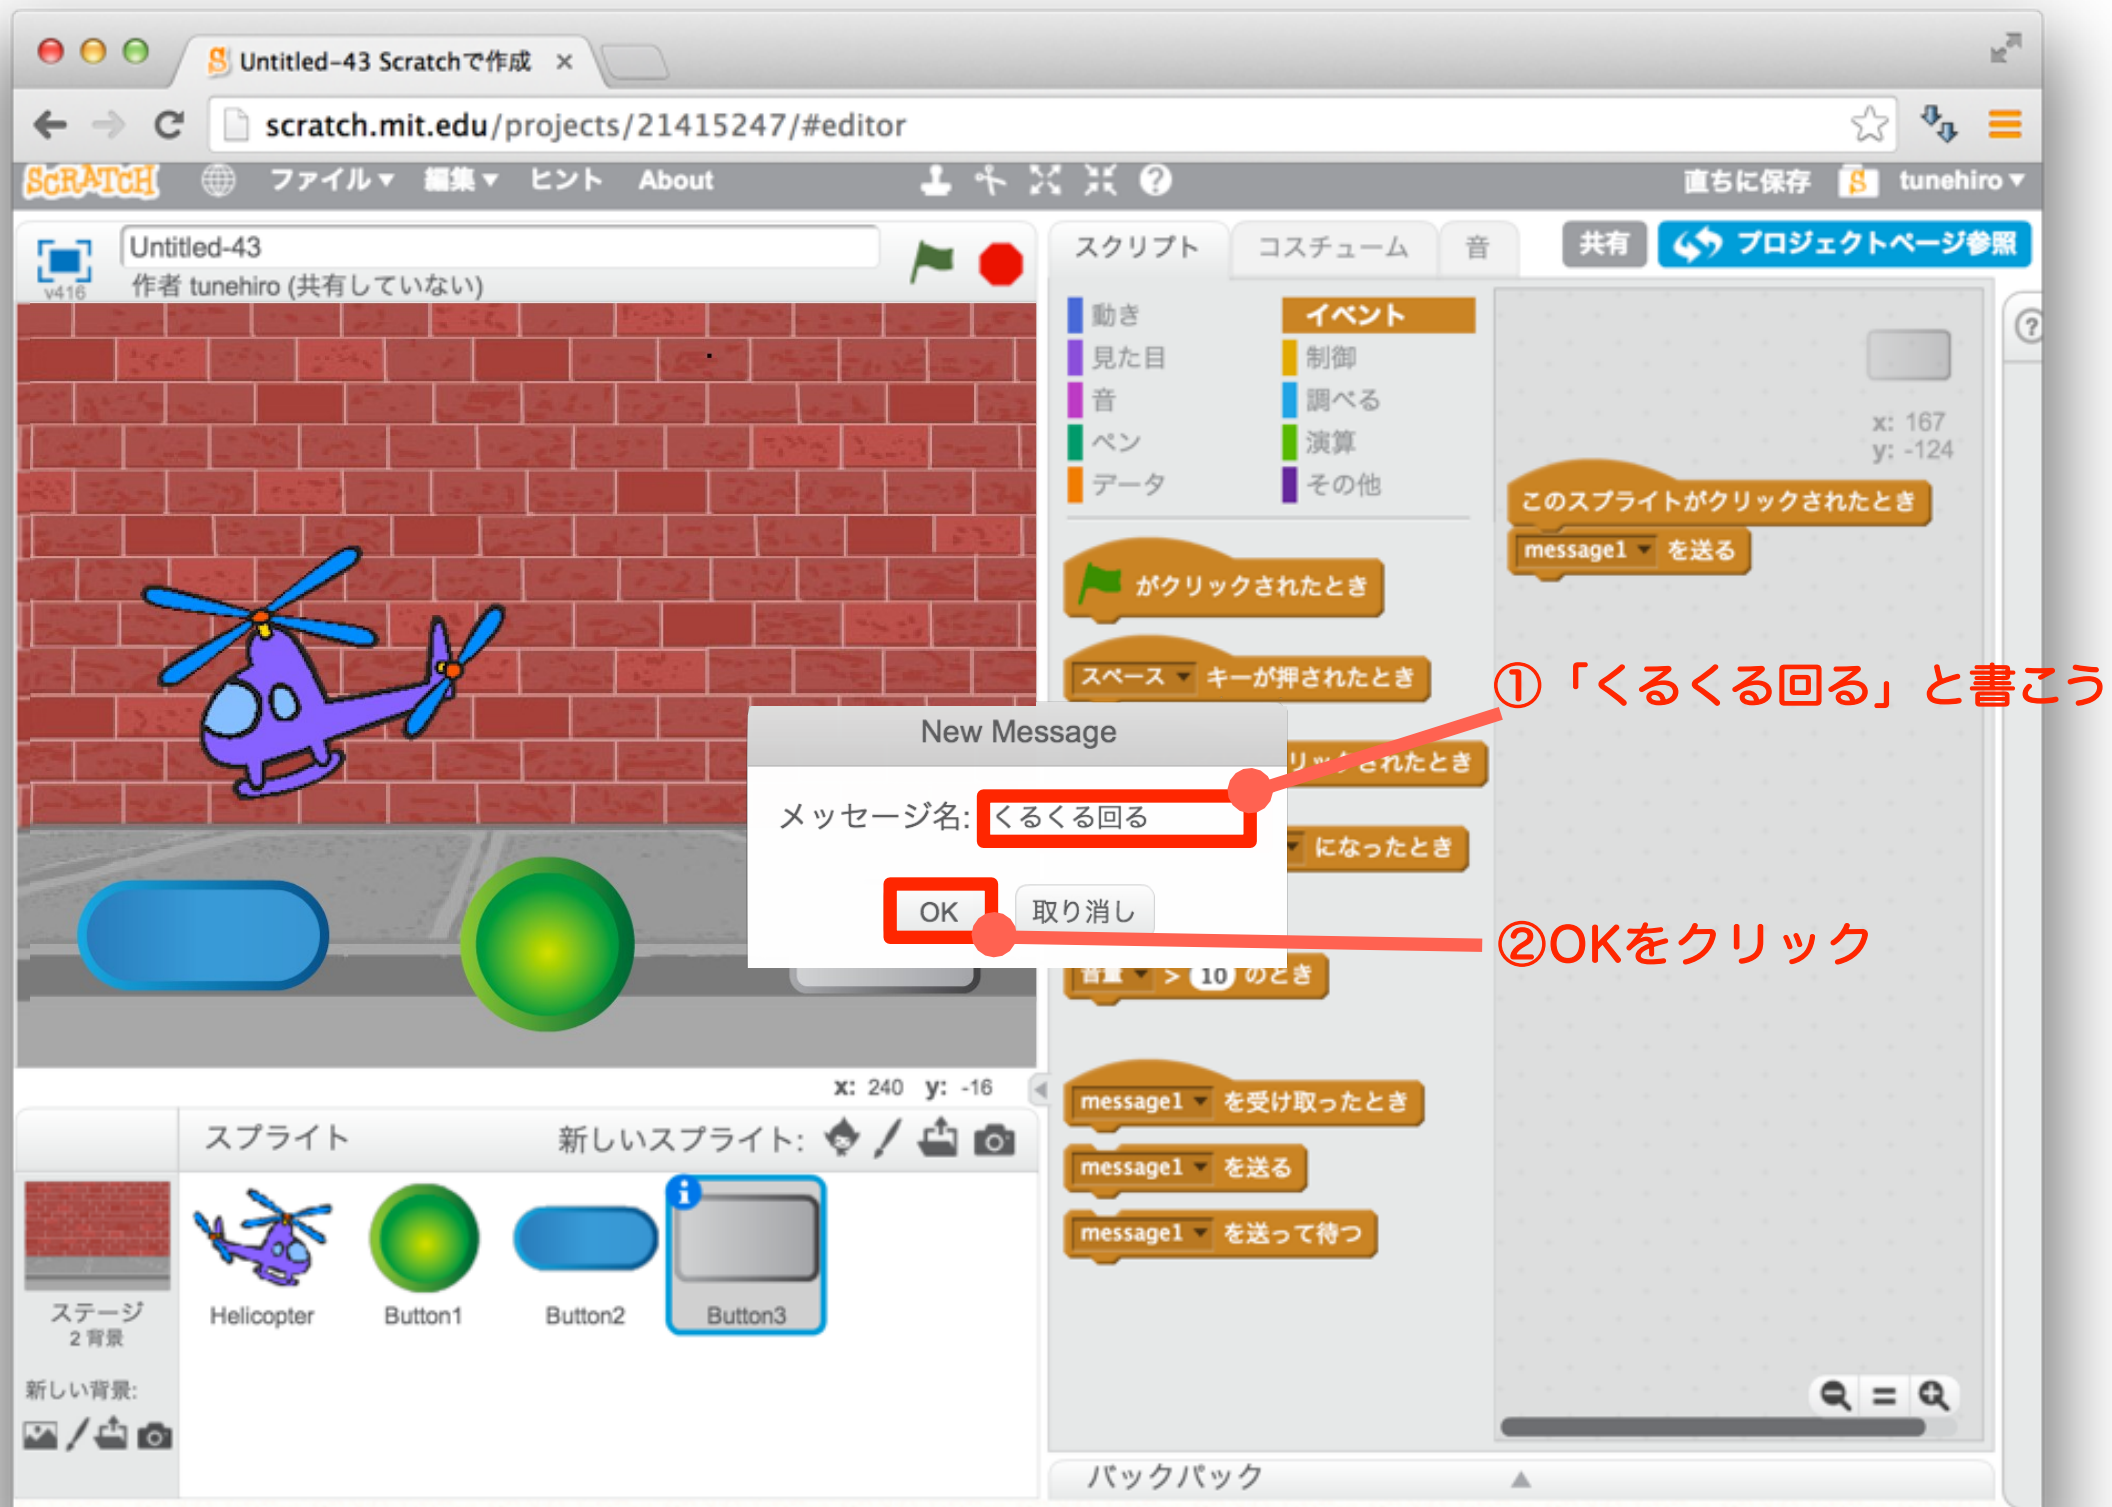 Untitled-43 Scratchで作成
scratch.mit.edu/projects/21415247/#editor
SCRATCH ファイル 編集 ヒント About 直ちに保存 tunehiro
Untitled-43
作者 tunehiro (共有していない)
v416
スクリプト コスチューム 音 共有 プロジェクトページ参照
動き イベント
見た目 制御
音 調べる
ペン 演算
データ その他
x: 167
y: -124
このスプライトがクリックされたとき
message1 を送る
がクリックされたとき
スペース キーが押されたとき
①「くるくる回る」と書こう
New Message
リックされたとき
メッセージ名: くるくる回る
になったとき
OK 取り消し
②OKをクリック
音量 > 10 のとき
x: 240 y: -16
message1 を受け取ったとき
message1 を送る
message1 を送って待つ
スプライト 新しいスプライト:
ステージ
2 背景
新しい背景:
Helicopter Button1 Button2 Button3
バックパック